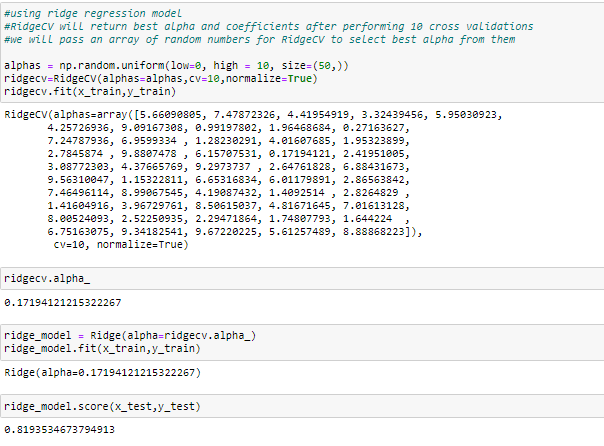 #using ridge regression model
#RidgeCV will return best alpha and coefficients after performing 10 cross validations
#we will pass an array of random numbers for RidgeCV to select best alpha from them
alphas = np.random.uniform(low=0, high = 10, size=(50,))
ridgecv=RidgeCV(alphas=alphas,cv=10,normalize=True)
ridgecv.fit(x_train,y_train)
RidgeCV(alphas=array([5.66090805, 7.47872326, 4.41954919, 3.32439456, 5.95030923,
4.25726936, 9.09167308, 0.99197802, 1.96468684, 0.27163627,
7.24787936, 6.9599334 , 1.28230291, 4.01607685, 1.95323899,
2.7845874 , 9.8807478 , 6.15707531, 0.17194121, 2.41951005,
3.08772303, 4.37665769, 9.2973737 , 2.64761828, 6.88431673,
9.56310047, 1.15322811, 6.65316834, 6.01179891, 2.86563842,
7.46496114, 8.99067545, 4.19087432, 1.4092514 , 2.8264829 ,
1.41604916, 3.96729761, 8.50615037, 4.81671645, 7.01613128,
8.00524093, 2.52250935, 2.29471864, 1.74807793, 1.644224  ,
6.75163075, 9.34182541, 9.67220225, 5.61257489, 8.88868223]),
cv=10, normalize=True)
ridgecv.alpha_
0.17194121215322267
ridge_model = Ridge(alpha=ridgecv.alpha_)
ridge_model.fit(x_train,y_train)
Ridge(alpha=0.17194121215322267)
ridge_model.score(x_test,y_test)
0.8193534673794913